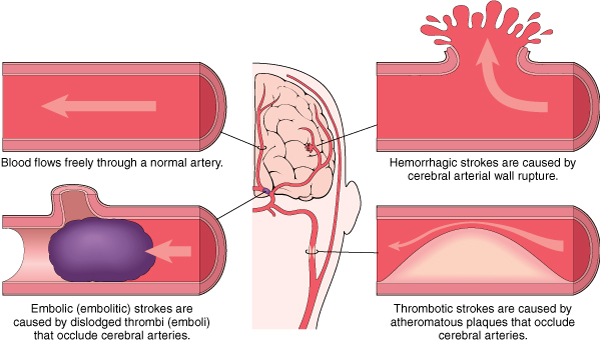 Blood flows freely through a normal artery.
Hemorrhagic strokes are caused by
cerebral arterial wall rupture.
Embolic (embolitic) strokes are
caused by dislodged thrombi (emboli)
that occlude cerebral arteries.
Thrombotic strokes are caused by
atheromatous plaques that occlude
cerebral arteries.